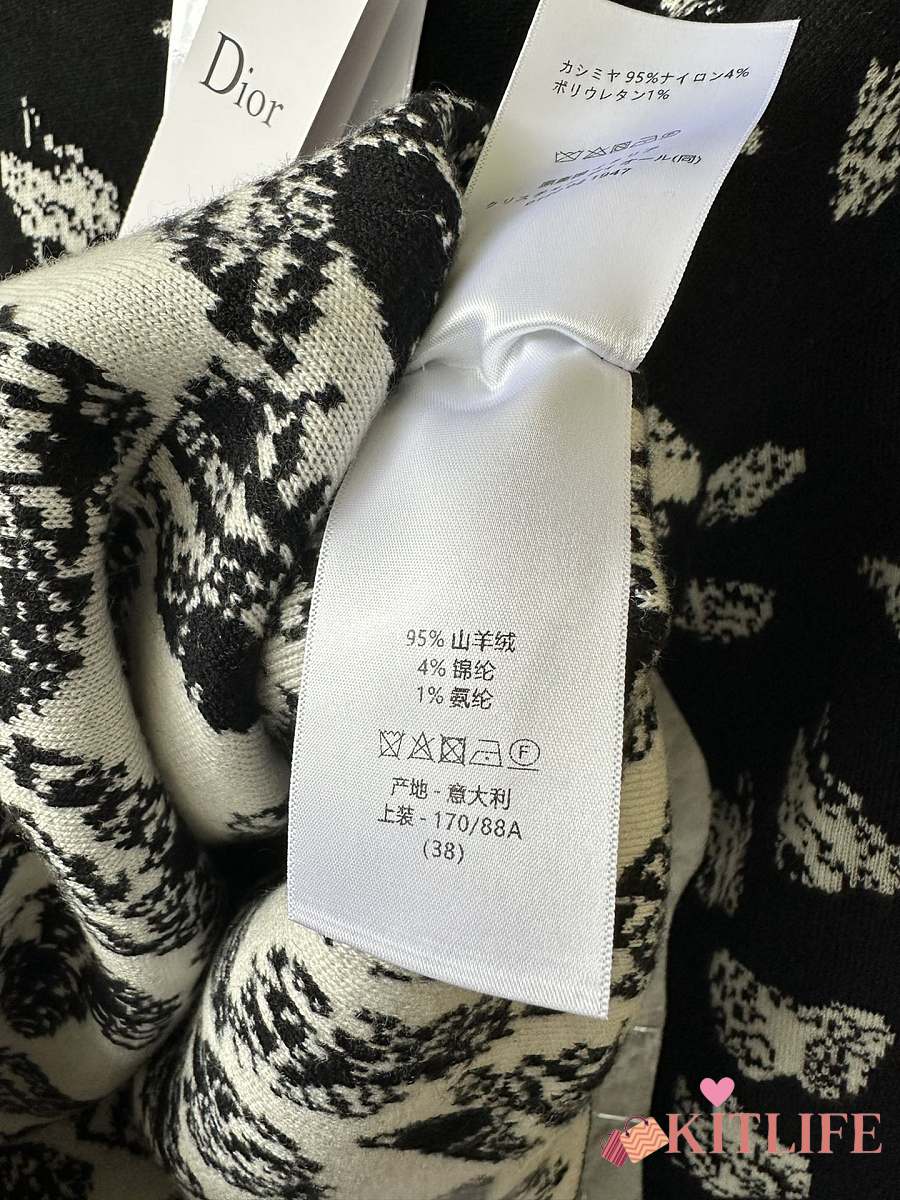 Dior
カシミヤ 95%ナイロン4%
ポリウレタン1%
95% 山羊绒
4% 锦纶
1% 氨纶
F
产地 - 意大利
上装 - 170/88A
(38)
KITLIFE